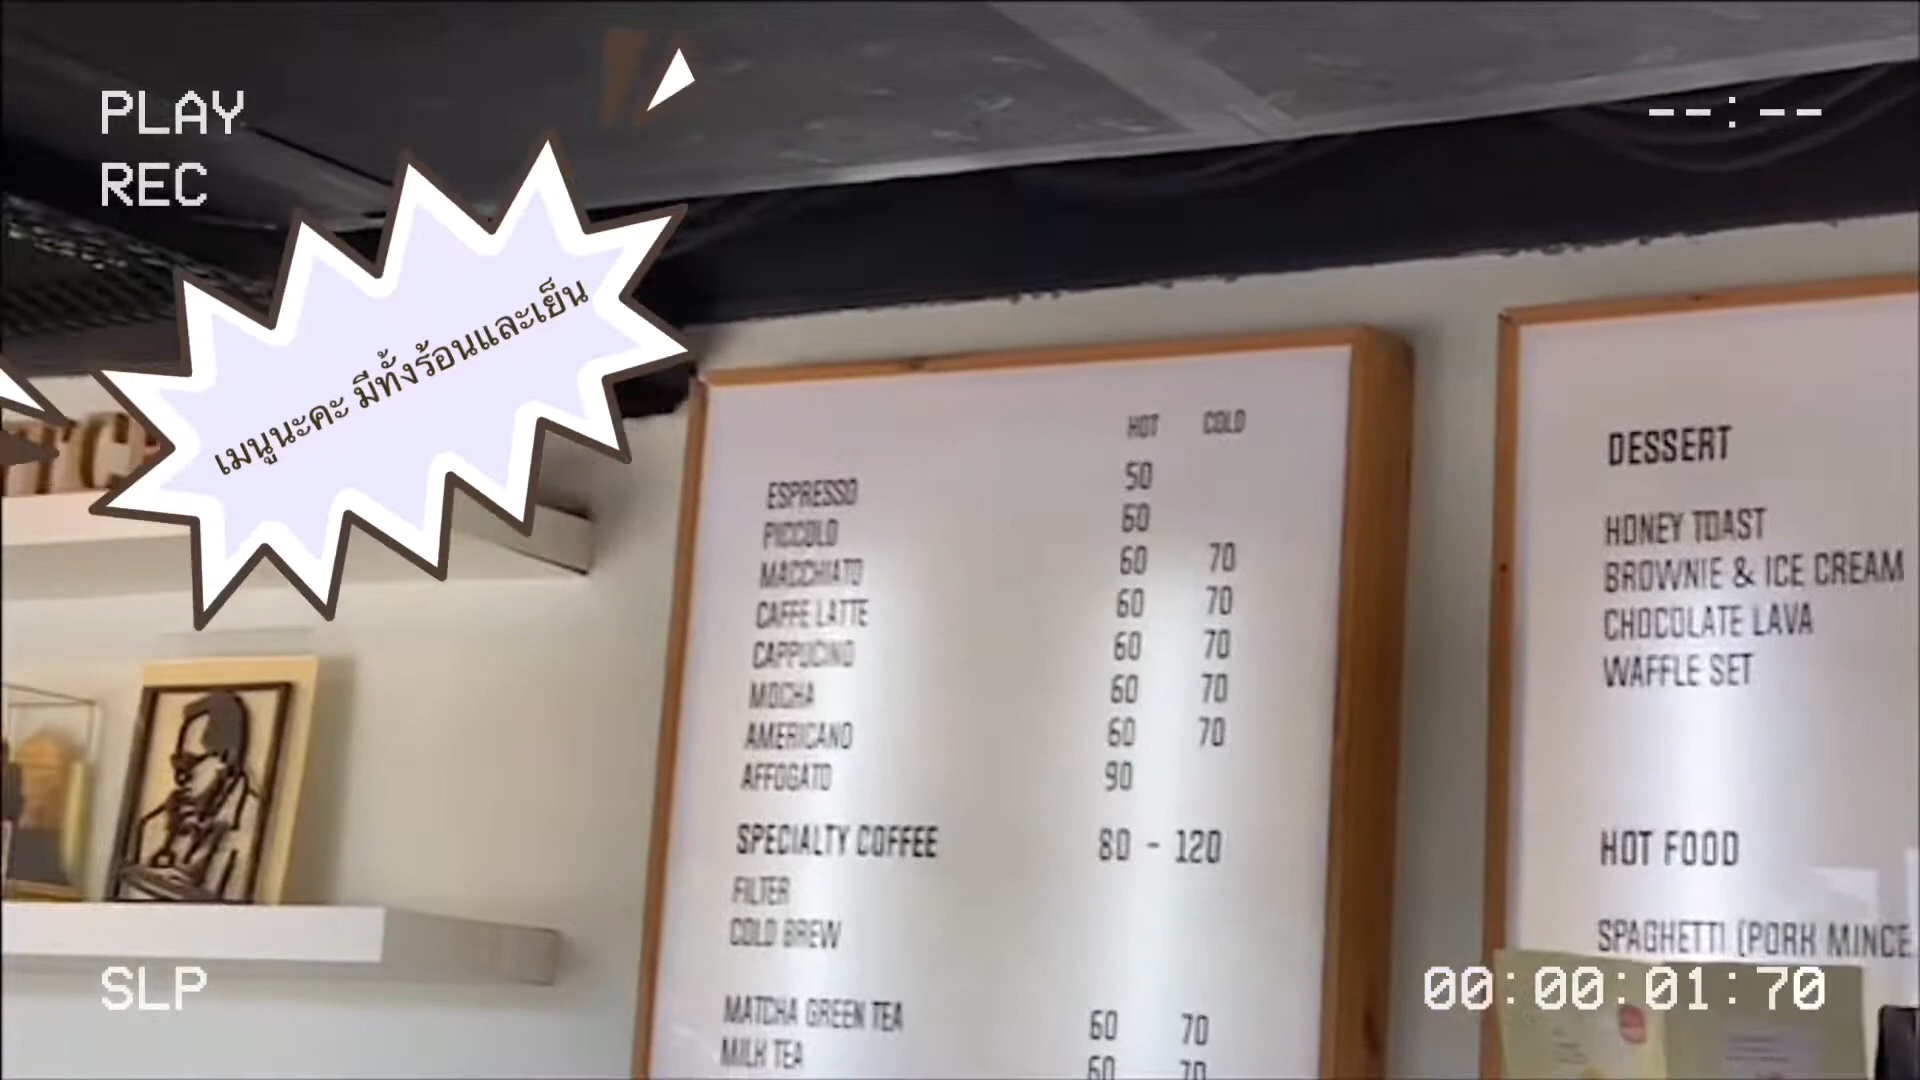 PLAY
REC
--:--
เมนูนะคะ มีทั้งร้อนและเย็น
HOT COLD
ESPRESSO 50
PICCOLO 60
MACCHIATO 60 70
CAFFE LATTE 60 70
CAPPUCINO 60 70
MOCHA 60 70
AMERICANO 60 70
AFFOGATO 90
SPECIALTY COFFEE 80 - 120
FILTER
COLD BREW
MATCHA GREEN TEA 60 70
MILK TEA 60 70
DESSERT
HONEY TOAST
BROWNIE & ICE CREAM
CHOCOLATE LAVA
WAFFLE SET
HOT FOOD
SPAGHETTI (PORK MINCE
SLP
00:00:01:70